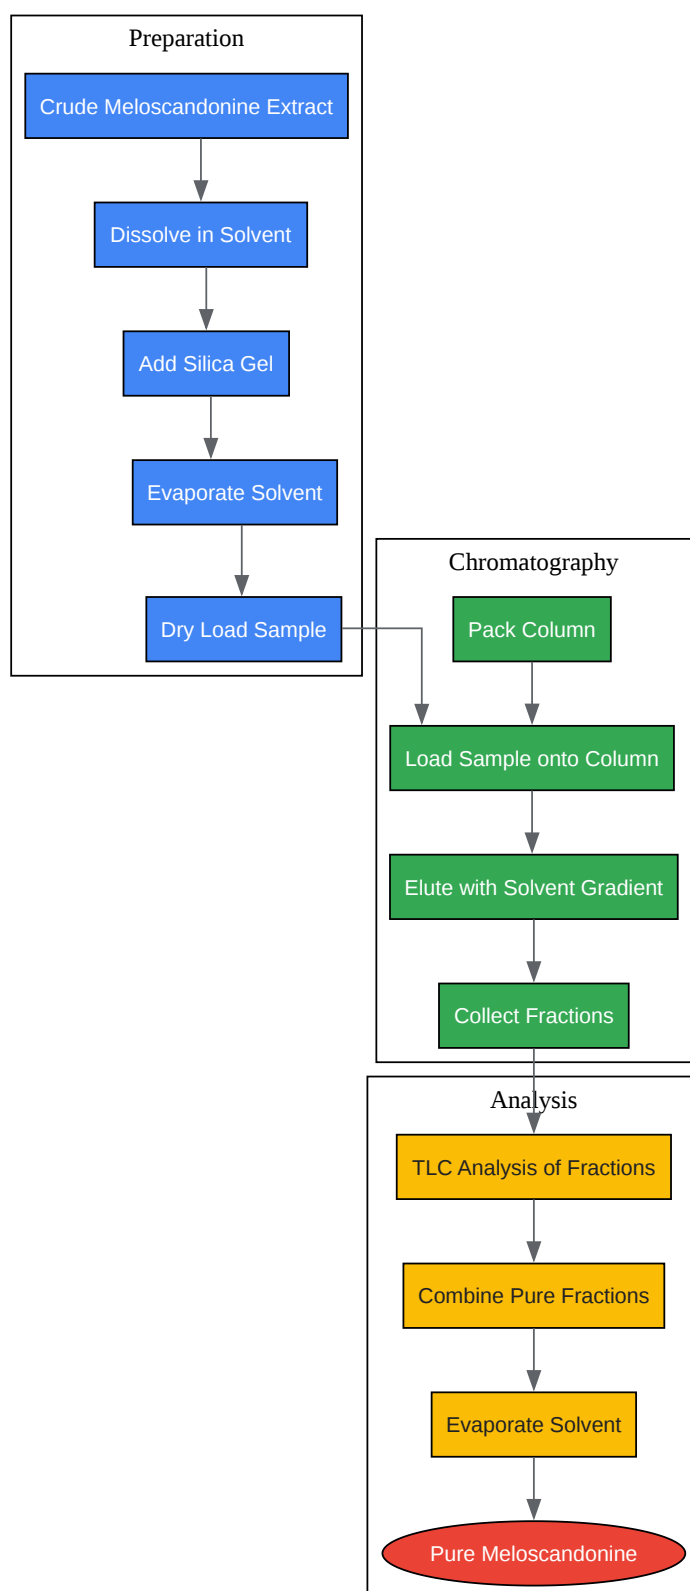 Preparation
Crude Meloscandonine Extract
Dissolve in Solvent
Add Silica Gel
Evaporate Solvent
Dry Load Sample
Chromatography
Pack Column
Load Sample onto Column
Elute with Solvent Gradient
Collect Fractions
Analysis
TLC Analysis of Fractions
Combine Pure Fractions
Evaporate Solvent
Pure Meloscandonine